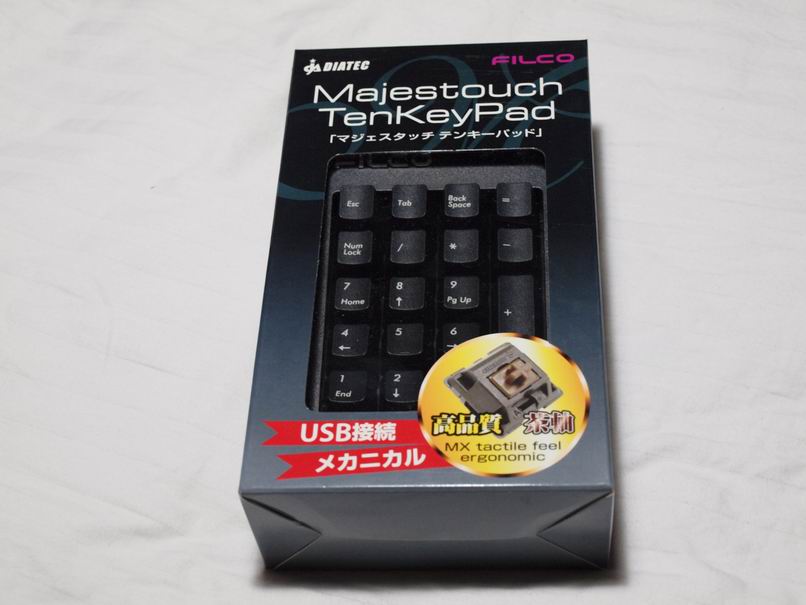 DIATEC
FILCO
Majestouch
TenKeyPad
「マジェスタッチ テンキーパッド」
FILCO
Esc Tab Back Space =
Num Lock / * -
7 Home 8 ↑ 9 Pg Up +
4 ← 5 6 →
1 End 2 ↓
高品質 茶軸
MX tactile feel
ergonomic
USB接続
メカニカル